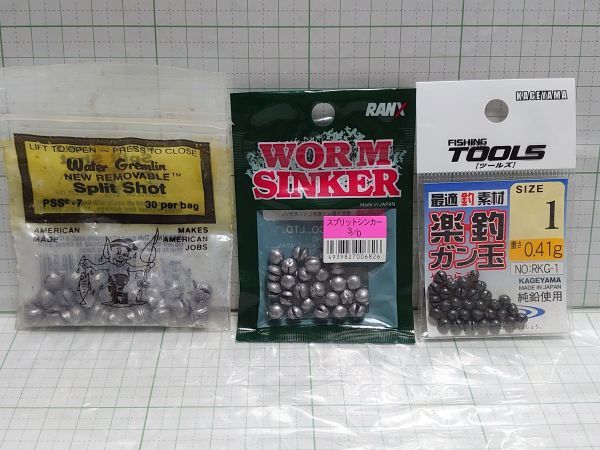 LIFT TO OPEN — PRESS TO CLOSE
Water Gremlin
NEW REMOVABLE™
Split Shot
PSS®-7 30 per bag
AMERICAN MADE
MAKES AMERICAN JOBS
RANX
WORM
SINKER
Made in JAPAN
スプリットシンカー
3/0
4939827006826
KAGEYAMA
FISHING
TOOLS
[ツールズ]
最適釣素材
楽釣
ガン玉
SIZE
1
重さ 0.41g
NO:RKG-1
KAGEYAMA
MADE IN JAPAN
純鉛使用